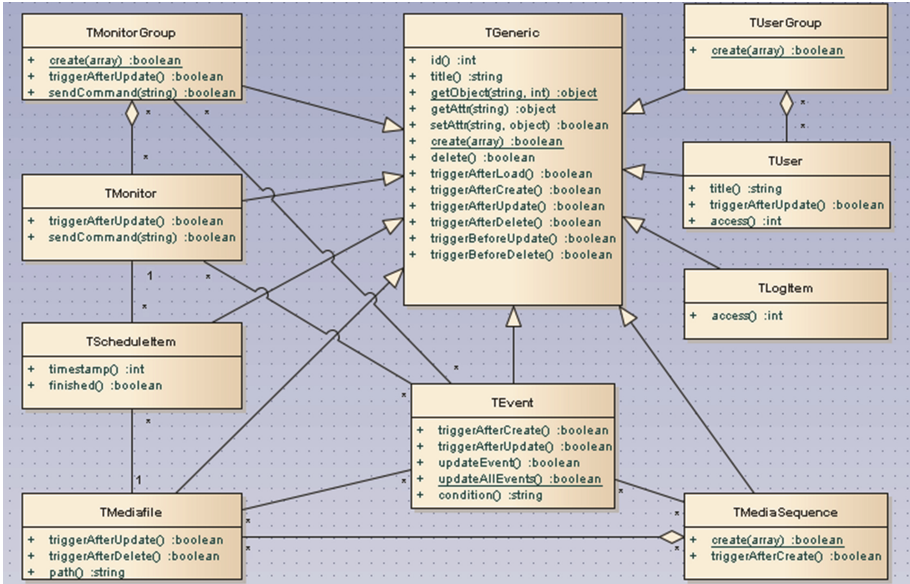 TMonitorGroup
+ create(array) :boolean
+ triggerAfterUpdate() :boolean
+ sendCommand(string) :boolean
*
*
*
TMonitor
+ triggerAfterUpdate() :boolean
+ sendCommand(string) :boolean
1
*
*
TScheduleItem
+ timestamp() :int
+ finished() :boolean
*
1
TMediafile
+ triggerAfterUpdate() :boolean
+ triggerAfterDelete() :boolean
+ path() :string
*
*
TGeneric
+ id() :int
+ title() :string
+ getObject(string, int) :object
+ getAttr(string) :object
+ setAttr(string, object) :boolean
+ create(array) :boolean
+ delete() :boolean
+ triggerAfterLoad() :boolean
+ triggerAfterCreate() :boolean
+ triggerAfterUpdate() :boolean
+ triggerAfterDelete() :boolean
+ triggerBeforeUpdate() :boolean
+ triggerBeforeDelete() :boolean
*
*
TEvent
+ triggerAfterCreate() :boolean
+ triggerAfterUpdate() :boolean
+ updateEvent() :boolean
+ updateAllEvents() :boolean
+ condition() :string
*
*
TUserGroup
+ create(array) :boolean
*
*
TUser
+ title() :string
+ triggerAfterUpdate() :boolean
+ access() :int
TLogItem
+ access() :int
*
TMediaSequence
+ create(array) :boolean
+ triggerAfterCreate() :boolean
*